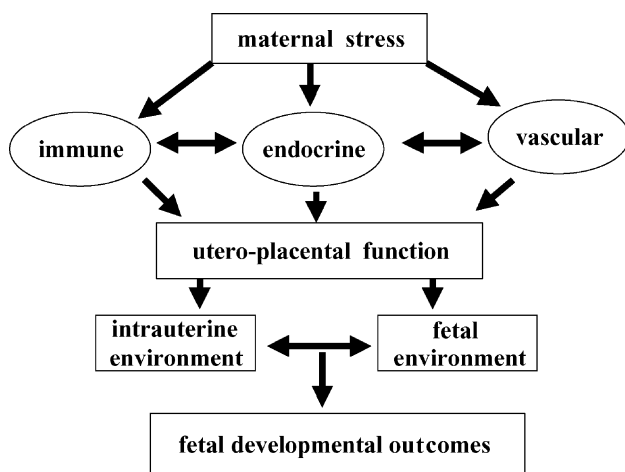 maternal stress
immune
endocrine
vascular
utero-placental function
intrauterine
environment
fetal
environment
fetal developmental outcomes